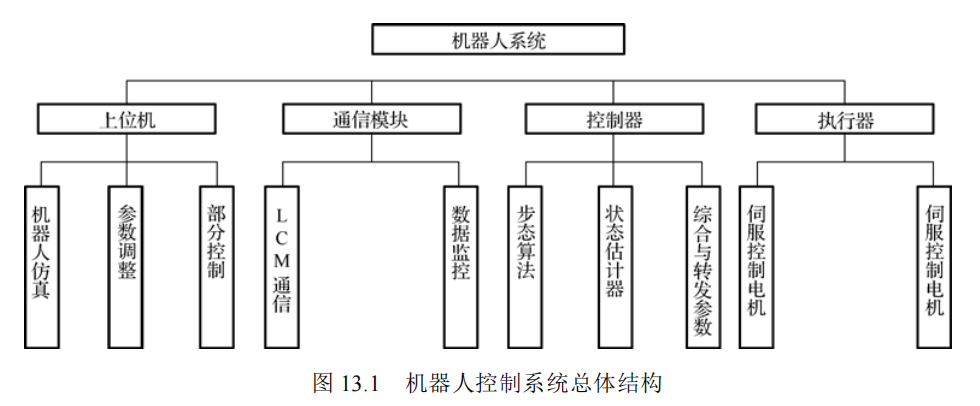 机器人系统
上位机
通信模块
控制器
执行器
机器人仿真
参数调整
部分控制
LCM通信
数据监控
步态算法
状态估计器
综合与转发参数
伺服控制电机
伺服控制电机
图 13.1 机器人控制系统总体结构